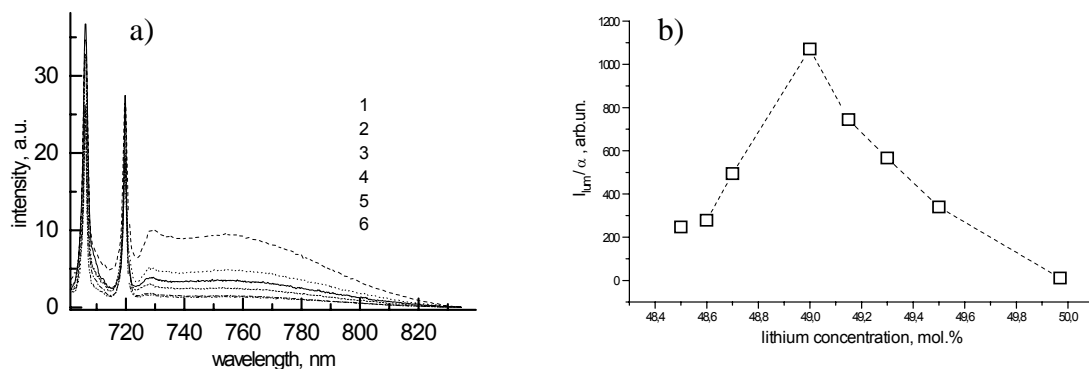 a)
intensity, a.u.
30
20
10
0
1
2
3
4
5
6
720 740 760 780 800 820
wavelength, nm
b)
I_lum / α , arb.un.
1200
1000
800
600
400
200
0
48,4 48,6 48,8 49,0 49,2 49,4 49,6 49,8 50,0
lithium concentration, mol.%